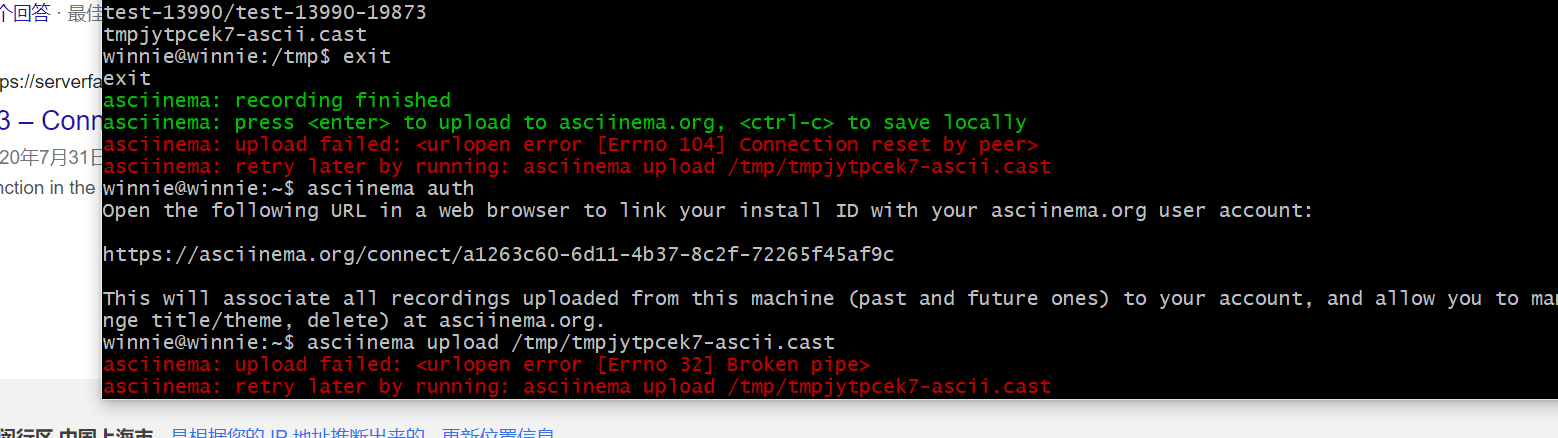 个回答 · 最佳
ps://serverfa
3 – Conn
20年7月31日
nction in the
test-13990/test-13990-19873
tmpjytpcek7-ascii.cast
winnie@winnie:/tmp$ exit
exit
asciinema: recording finished
asciinema: press <enter> to upload to asciinema.org, <ctrl-c> to save locally
asciinema: upload failed: <urlopen error [Errno 104] Connection reset by peer>
asciinema: retry later by running: asciinema upload /tmp/tmpjytpcek7-ascii.cast
winnie@winnie:~$ asciinema auth
Open the following URL in a web browser to link your install ID with your asciinema.org user account:
https://asciinema.org/connect/a1263c60-6d11-4b37-8c2f-72265f45af9c
This will associate all recordings uploaded from this machine (past and future ones) to your account, and allow you to mar
nge title/theme, delete) at asciinema.org.
winnie@winnie:~$ asciinema upload /tmp/tmpjytpcek7-ascii.cast
asciinema: upload failed: <urlopen error [Errno 32] Broken pipe>
asciinema: retry later by running: asciinema upload /tmp/tmpjytpcek7-ascii.cast
闵行区 中国上海市 - 是根据您的 IP 地址推断出来的 - 更新位置信息